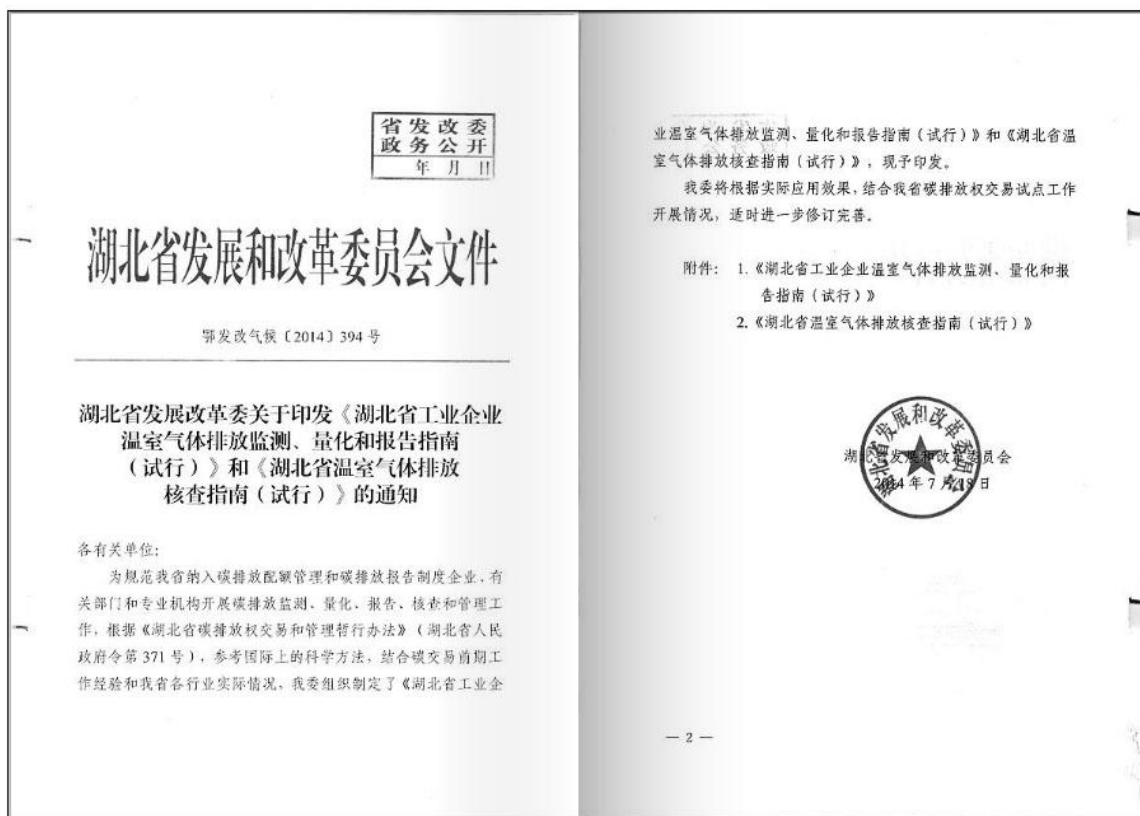 省发改委
政务公开
年 月 日
湖北省发展和改革委员会文件
鄂发改气候〔2014〕394号
湖北省发展改革委关于印发《湖北省工业企业
温室气体排放监测、量化和报告指南
（试行）》和《湖北省温室气体排放
核查指南（试行）》的通知
各有关单位：
为规范我省纳入碳排放配额管理和碳排放报告制度企业，有
关部门和专业机构开展碳排放监测、量化、报告、核查和管理工
作，根据《湖北省碳排放权交易和管理暂行办法》（湖北省人民
政府令第371号），参考国际上的科学方法，结合碳交易前期工
作经验和我省各行业实际情况，我委组织制定了《湖北省工业企
业温室气体排放监测、量化和报告指南（试行）》和《湖北省温
室气体排放核查指南（试行）》，现予印发。
我委将根据实际应用效果，结合我省碳排放权交易试点工作
开展情况，适时进一步修订完善。
附件： 1.《湖北省工业企业温室气体排放监测、量化和报
告指南（试行）》
2.《湖北省温室气体排放核查指南（试行）》
湖北省发展和改革委员会
湖北省发展和改革委员会
2014年7月18日
— 2 —